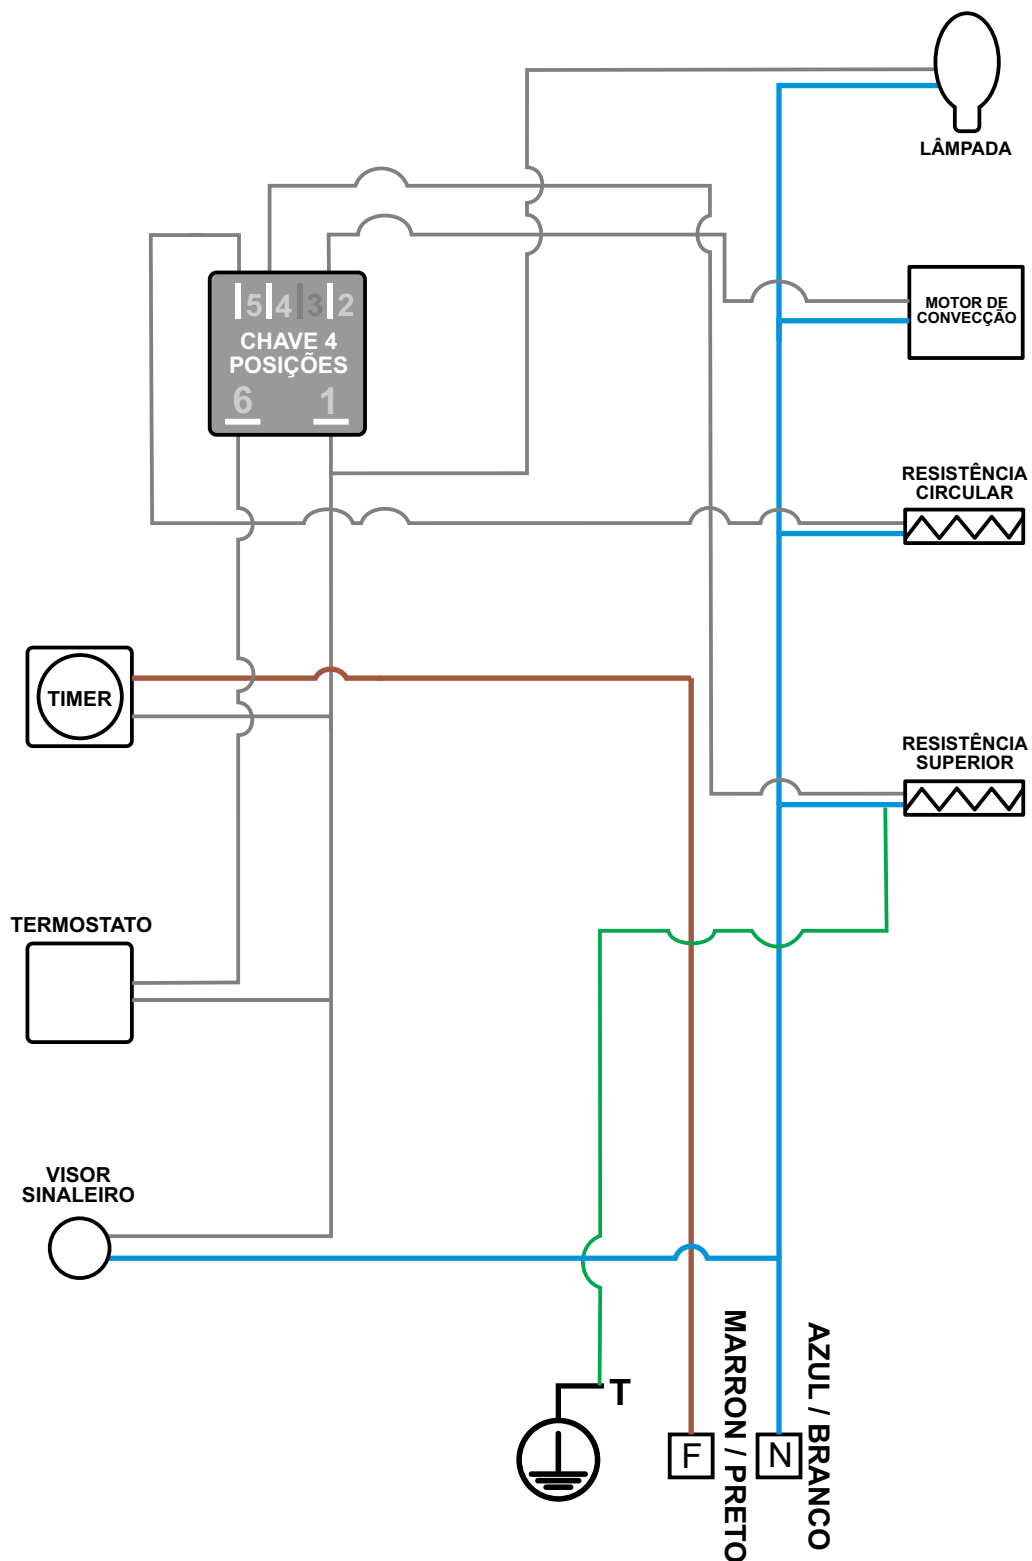 LÂMPADA
5 4 3 2
CHAVE 4
POSIÇÕES
6 1
MOTOR DE
CONVECÇÃO
RESISTÊNCIA
CIRCULAR
TIMER
RESISTÊNCIA
SUPERIOR
TERMOSTATO
VISOR
SINALEIRO
T
F
MARRON / PRETO
N
AZUL / BRANCO